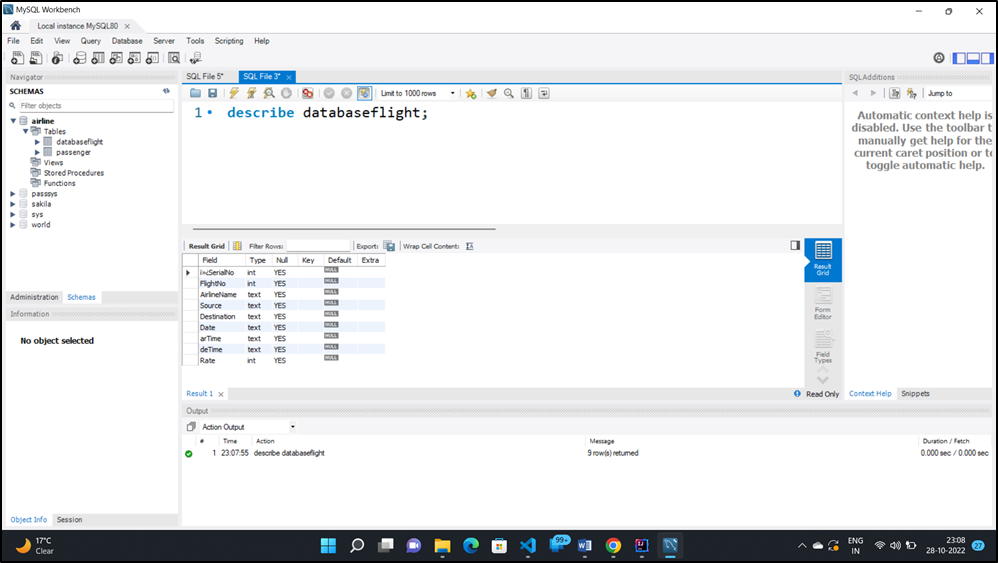 MySQL Workbench
Local instance MySQL80
File Edit View Query Database Server Tools Scripting Help
Navigator
SCHEMAS
Filter objects
airline
Tables
databaseflight
passenger
Views
Stored Procedures
Functions
passsys
sakila
sys
world
Administration Schemas
Information
No object selected
Object Info Session
SQL File 5* SQL File 3*
Limit to 1000 rows
1 describe databaseflight;
Result Grid Filter Rows: Export: Wrap Cell Content:
Field Type Null Key Default Extra
SerialNo int YES NULL
FlightNo int YES NULL
AirlineName text YES NULL
Source text YES NULL
Destination text YES NULL
Date text YES NULL
arTime text YES NULL
deTime text YES NULL
Rate int YES NULL
Result Grid
Form Editor
Field Types
Result 1
Read Only
Output
Action Output
# Time Action Message Duration / Fetch
1 23:07:55 describe databaseflight 9 row(s) returned 0.000 sec / 0.000 sec
SQLAdditions
Jump to
Automatic context help is
disabled. Use the toolbar t
manually get help for the
current caret position or to
toggle automatic help.
Context Help Snippets
17°C
Clear
99+
ENG
IN
23:08
28-10-2022
27